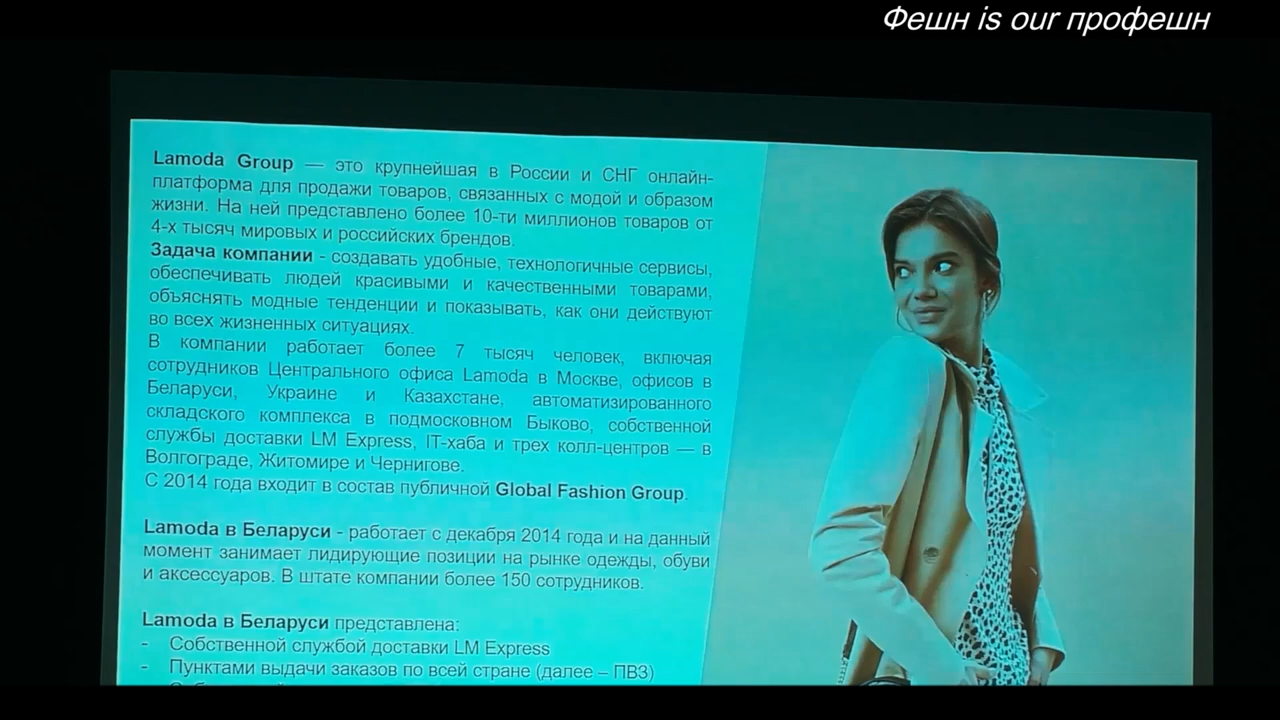 Фешн is our профешн
Lamoda Group — это крупнейшая в России и СНГ онлайн-
платформа для продажи товаров, связанных с модой и образом
жизни. На ней представлено более 10-ти миллионов товаров от
4-х тысяч мировых и российских брендов.
Задача компании - создавать удобные, технологичные сервисы,
обеспечивать людей красивыми и качественными товарами,
объяснять модные тенденции и показывать, как они действуют
во всех жизненных ситуациях.
В компании работает более 7 тысяч человек, включая
сотрудников Центрального офиса Lamoda в Москве, офисов в
Беларуси, Украине и Казахстане, автоматизированного
складского комплекса в подмосковном Быково, собственной
службы доставки LM Express, IT-хаба и трех колл-центров — в
Волгограде, Житомире и Чернигове.
С 2014 года входит в состав публичной Global Fashion Group.
Lamoda в Беларуси - работает с декабря 2014 года и на данный
момент занимает лидирующие позиции на рынке одежды, обуви
и аксессуаров. В штате компании более 150 сотрудников.
Lamoda в Беларуси представлена:
- Собственной службой доставки LM Express
- Пунктами выдачи заказов по всей стране (далее – ПВЗ)